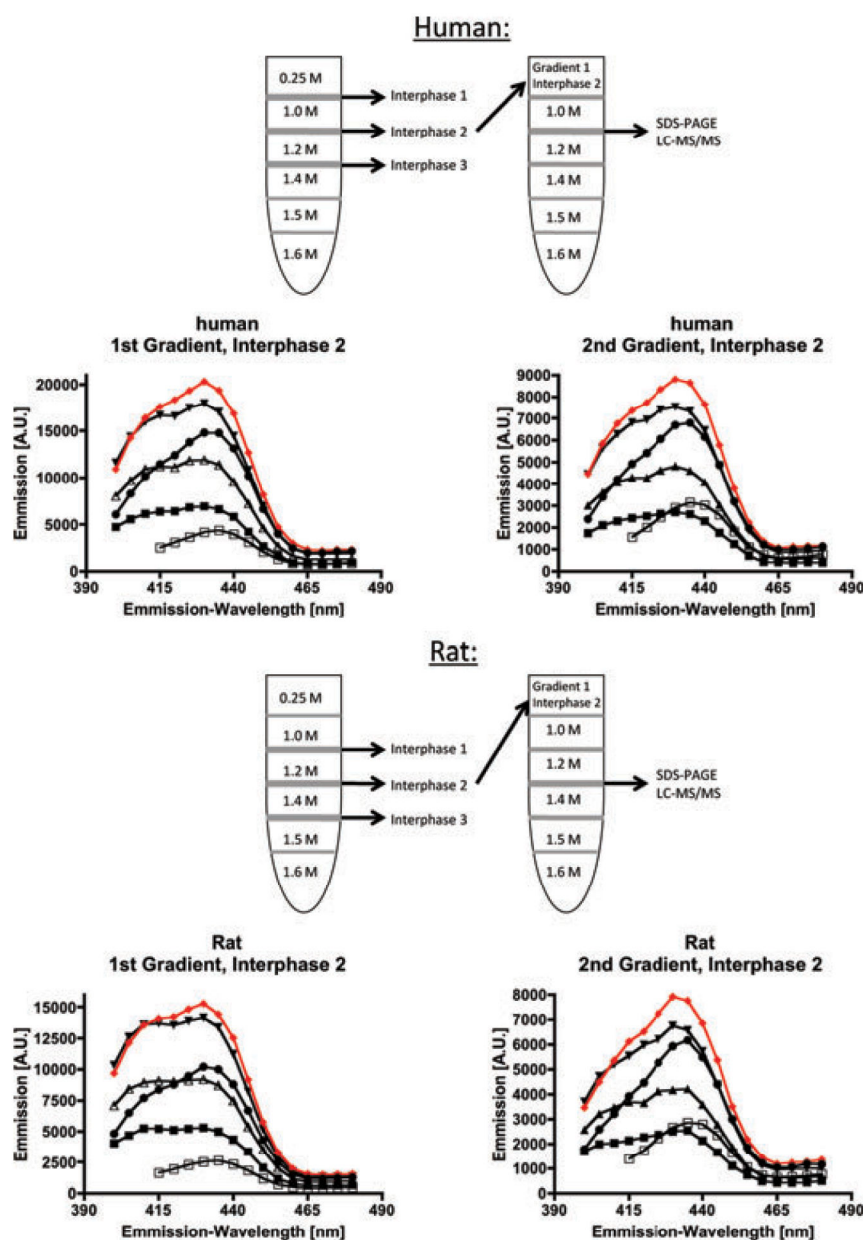 Human:
0.25 M
1.0 M
1.2 M
1.4 M
1.5 M
1.6 M
Interphase 1
Interphase 2
Interphase 3
Gradient 1
Interphase 2
1.0 M
1.2 M
1.4 M
1.5 M
1.6 M
SDS-PAGE
LC-MS/MS
human
1st Gradient, Interphase 2
Emmission [A.U.]
20000
15000
10000
5000
0
390 415 440 465 490
Emmission-Wavelength [nm]
human
2nd Gradient, Interphase 2
Emmission [A.U.]
9000
8000
7000
6000
5000
4000
3000
2000
1000
0
390 415 440 465 490
Emmission-Wavelength [nm]
Rat:
0.25 M
1.0 M
1.2 M
1.4 M
1.5 M
1.6 M
Interphase 1
Interphase 2
Interphase 3
Gradient 1
Interphase 2
1.0 M
1.2 M
1.4 M
1.5 M
1.6 M
SDS-PAGE
LC-MS/MS
Rat
1st Gradient, Interphase 2
Emmission [A.U.]
15000
12500
10000
7500
5000
2500
0
390 415 440 465 490
Emmission-Wavelength [nm]
Rat
2nd Gradient, Interphase 2
Emmission [A.U.]
8000
7000
6000
5000
4000
3000
2000
1000
0
390 415 440 465 490
Emmission-Wavelength [nm]